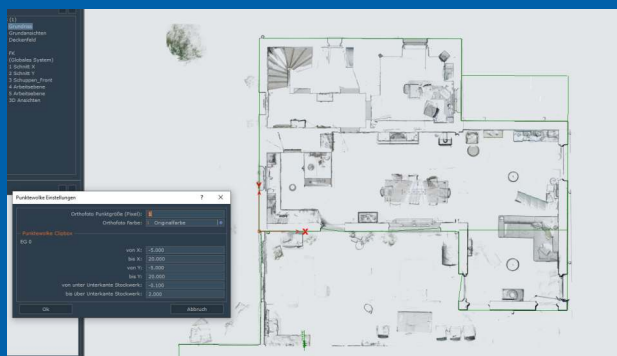 (1)
Grundriss
Grundansichten
Deckenfeld
FK
(Globales System)
1 Schnitt X
2 Schnitt Y
3 Schuppen_Front
4 Arbeitsebene
5 Arbeitsebene
3D Ansichten
Punktewolke Einstellungen ? X
Orthofoto Punktgröße (Pixel):
Orthofoto Farbe: Originalfarbe
Punktewolke Citation
EG 0
von X: -5.000
bis X: 20.000
von Y: -5.000
bis Y: 20.000
von unter Unterkante Stockwerk: -0.100
bis über Unterkante Stockwerk: 2.000
Ok Abbruch
Y
X